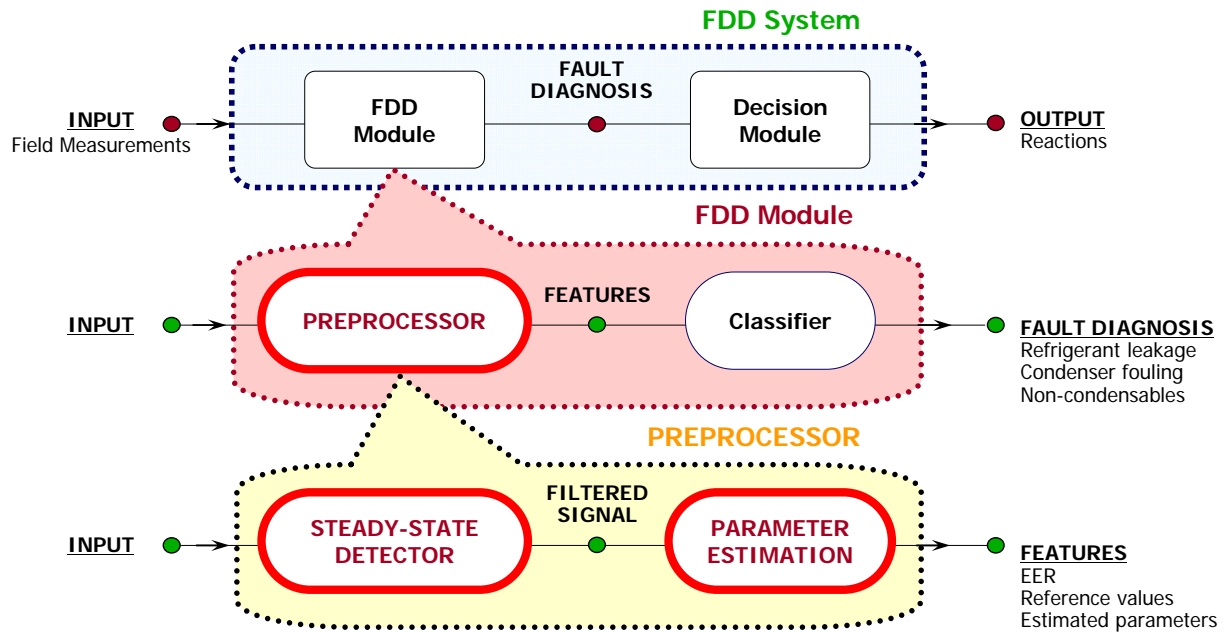 FDD System
FAULT
DIAGNOSIS
FDD
Module
Decision
Module
INPUT
Field Measurements
OUTPUT
Reactions
FDD Module
PREPROCESSOR
FEATURES
Classifier
INPUT
FAULT DIAGNOSIS
Refrigerant leakage
Condenser fouling
Non-condensables
PREPROCESSOR
STEADY-STATE
DETECTOR
FILTERED
SIGNAL
PARAMETER
ESTIMATION
INPUT
FEATURES
EER
Reference values
Estimated parameters